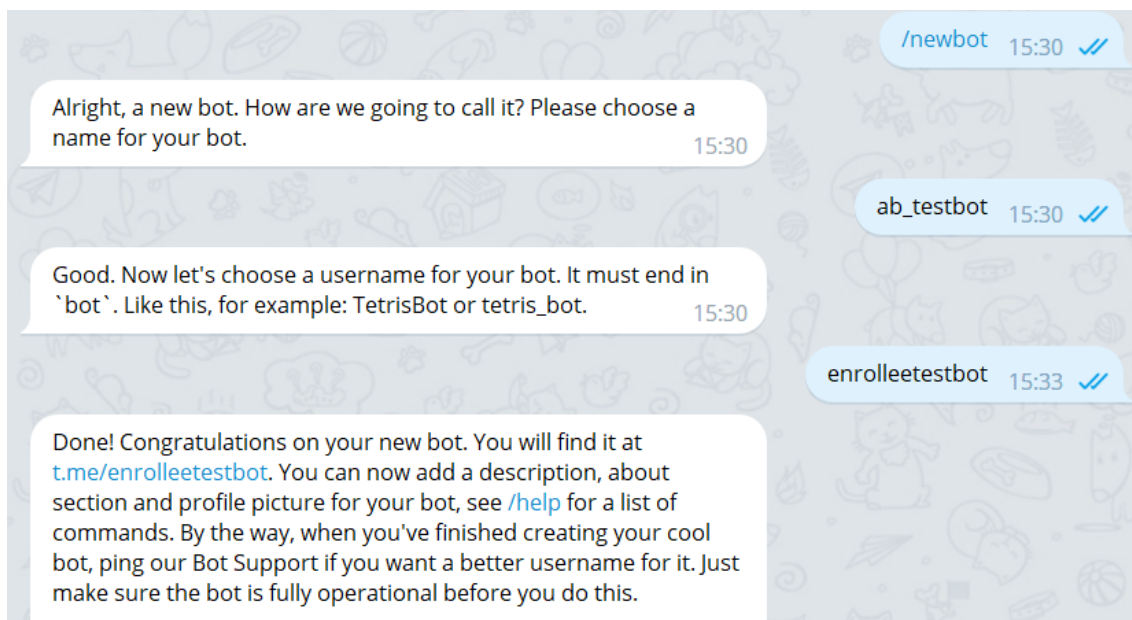 /newbot 15:30
Alright, a new bot. How are we going to call it? Please choose a
name for your bot.
15:30
ab_testbot 15:30
Good. Now let's choose a username for your bot. It must end in
`bot`. Like this, for example: TetrisBot or tetris_bot.
15:30
enrolleetestbot 15:33
Done! Congratulations on your new bot. You will find it at
t.me/enrolleetestbot. You can now add a description, about
section and profile picture for your bot, see /help for a list of
commands. By the way, when you've finished creating your cool
bot, ping our Bot Support if you want a better username for it. Just
make sure the bot is fully operational before you do this.